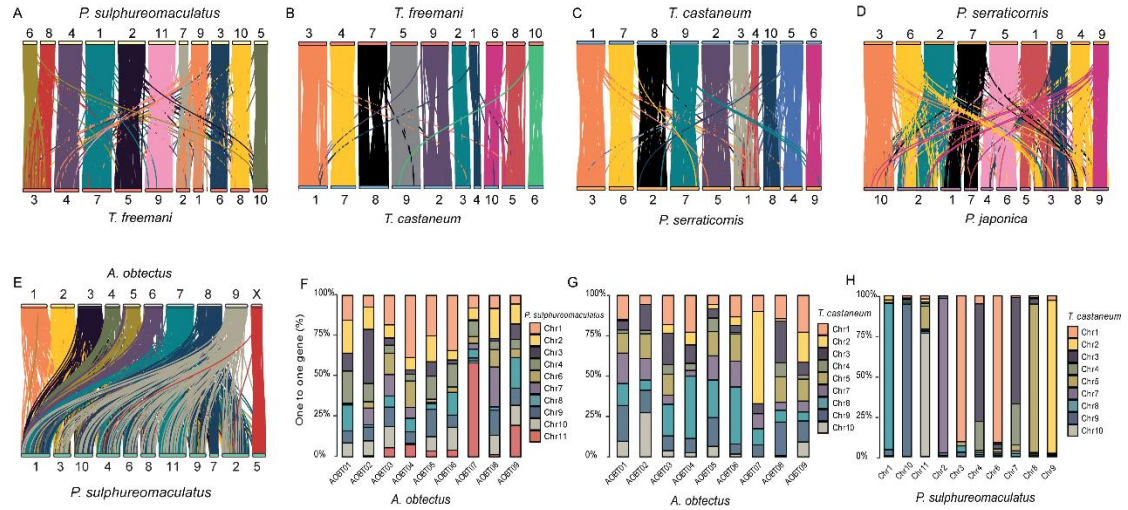 A P. sulphureomaculatus
6 8 4 1 2 11 7 9 3 10 5
3 4 7 5 9 2 1 6 8 10
T. freemani
B T. freemani
3 4 7 5 9 2 1 6 8 10
1 7 8 9 2 3 4 10 5 6
T. castaneum
C T. castaneum
1 7 8 9 2 3 4 10 5 6
3 6 2 7 5 1 8 4 9
P. serraticornis
D P. serraticornis
3 6 2 7 5 1 8 4 9
10 2 1 7 4 6 5 3 8 9
P. japonica
E A. obtectus
1 2 3 4 5 6 7 8 9 X
1 3 10 4 6 8 11 9 7 2 5
P. sulphureomaculatus
F
One to one gene (%)
100%
75%
50%
25%
0%
AOBT01 AOBT02 AOBT03 AOBT04 AOBT05 AOBT06 AOBT07 AOBT08 AOBT09
A. obtectus
P. sulphureomaculatus
Chr1
Chr2
Chr3
Chr4
Chr6
Chr7
Chr8
Chr9
Chr10
Chr11
G
100%
75%
50%
25%
0%
AOBT01 AOBT02 AOBT03 AOBT04 AOBT05 AOBT06 AOBT07 AOBT08 AOBT09
A. obtectus
T. castaneum
Chr1
Chr2
Chr3
Chr4
Chr5
Chr7
Chr8
Chr9
Chr10
H
100%
75%
50%
25%
0%
Chr1 Chr10 Chr11 Chr2 Chr3 Chr4 Chr6 Chr7 Chr8 Chr9
P. sulphureomaculatus
T. castaneum
Chr1
Chr2
Chr3
Chr4
Chr5
Chr7
Chr8
Chr9
Chr10